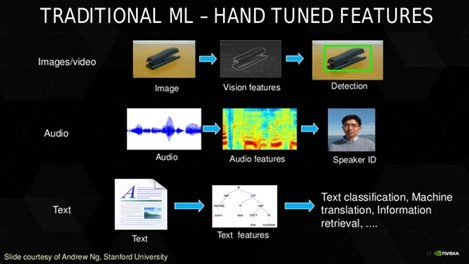 TRADITIONAL ML – HAND TUNED FEATURES
Images/video
Image
Vision features
Detection
Audio
Audio
Audio features
Speaker ID
Text
Text
Text features
Text classification, Machine
translation, Information
retrieval, ....
Slide courtesy of Andrew Ng, Stanford University
NVIDIA